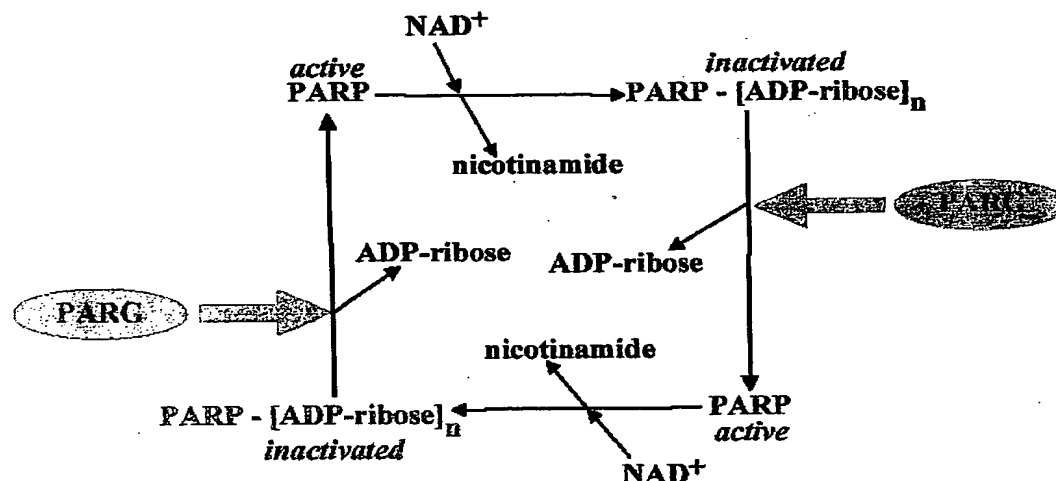 NAD+
active
PARP
inactivated
PARP - [ADP-ribose]n
nicotinamide
PARG
ADP-ribose
ADP-ribose
PARG
nicotinamide
PARP - [ADP-ribose]n
inactivated
PARP
active
NAD+